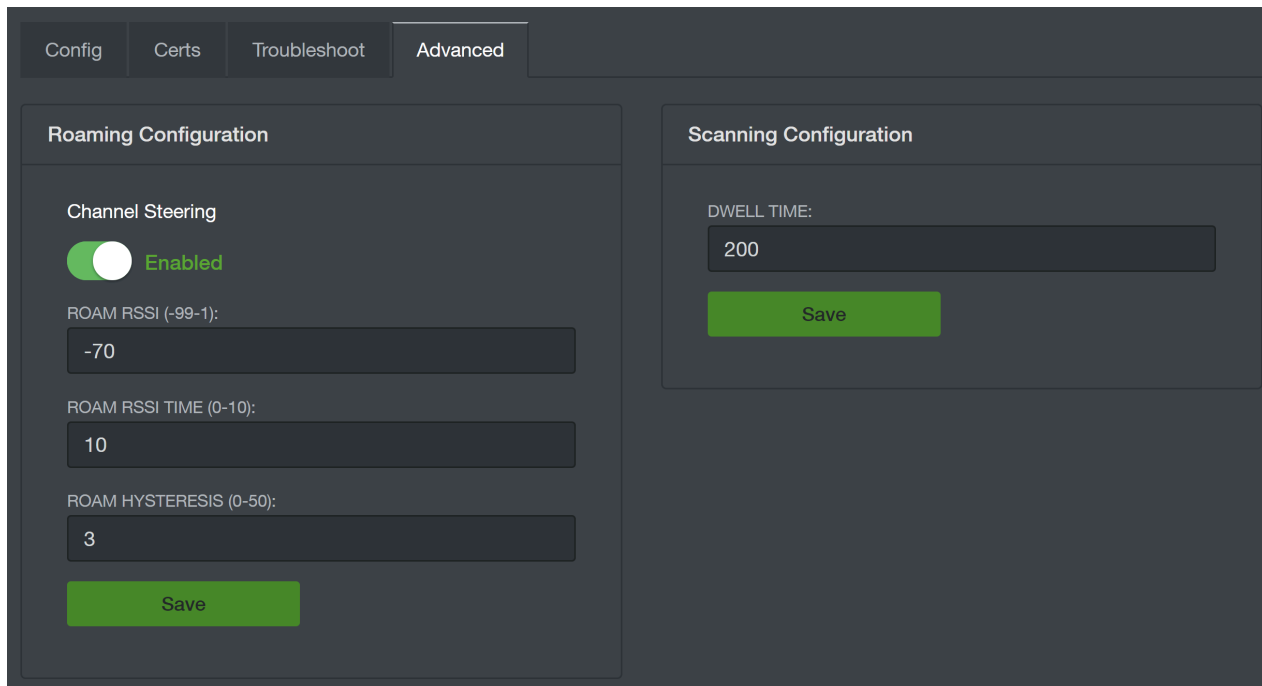 Config Certs Troubleshoot Advanced
Roaming Configuration
Channel Steering
Enabled
ROAM RSSI (-99-1):
-70
ROAM RSSI TIME (0-10):
10
ROAM HYSTERESIS (0-50):
3
Save
Scanning Configuration
DWELL TIME:
200
Save